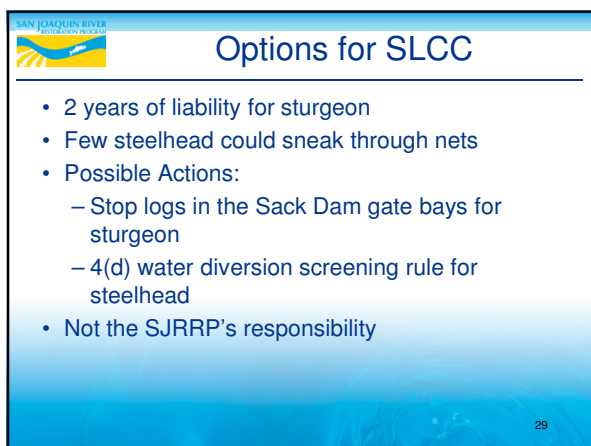 SAN JOAQUIN RIVER
RESTORATION PROGRAM
Options for SLCC
• 2 years of liability for sturgeon
• Few steelhead could sneak through nets
• Possible Actions:
– Stop logs in the Sack Dam gate bays for
sturgeon
– 4(d) water diversion screening rule for
steelhead
• Not the SJRRP's responsibility
29